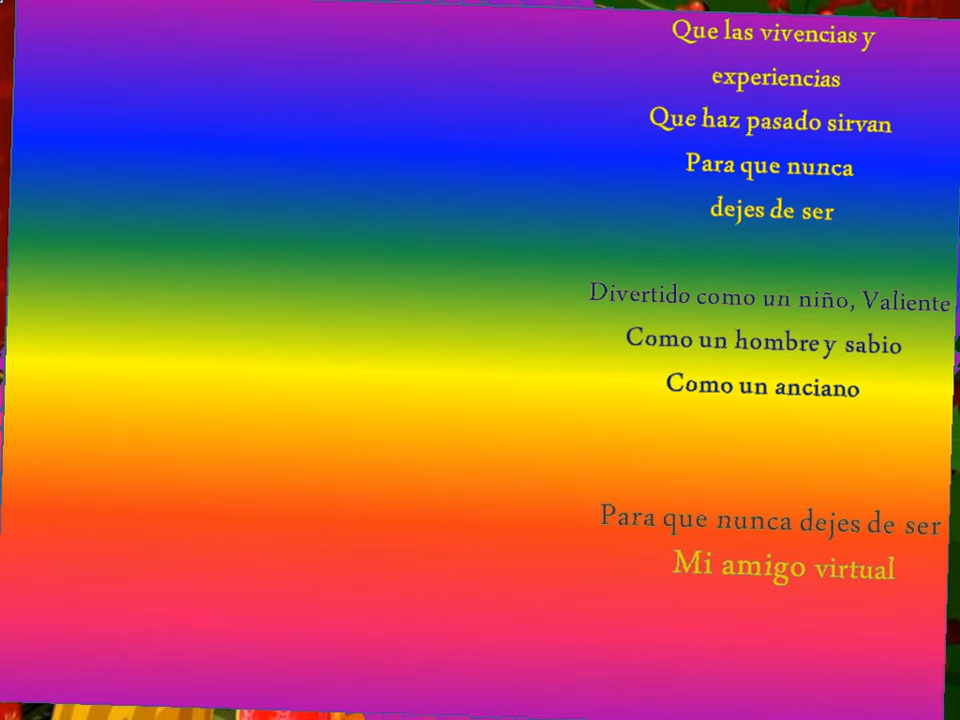 Que las vivencias y
experiencias
Que haz pasado sirvan
Para que nunca
dejes de ser
Divertido como un niño, Valiente
Como un hombre y sabio
Como un anciano
Para que nunca dejes de ser
Mi amigo virtual